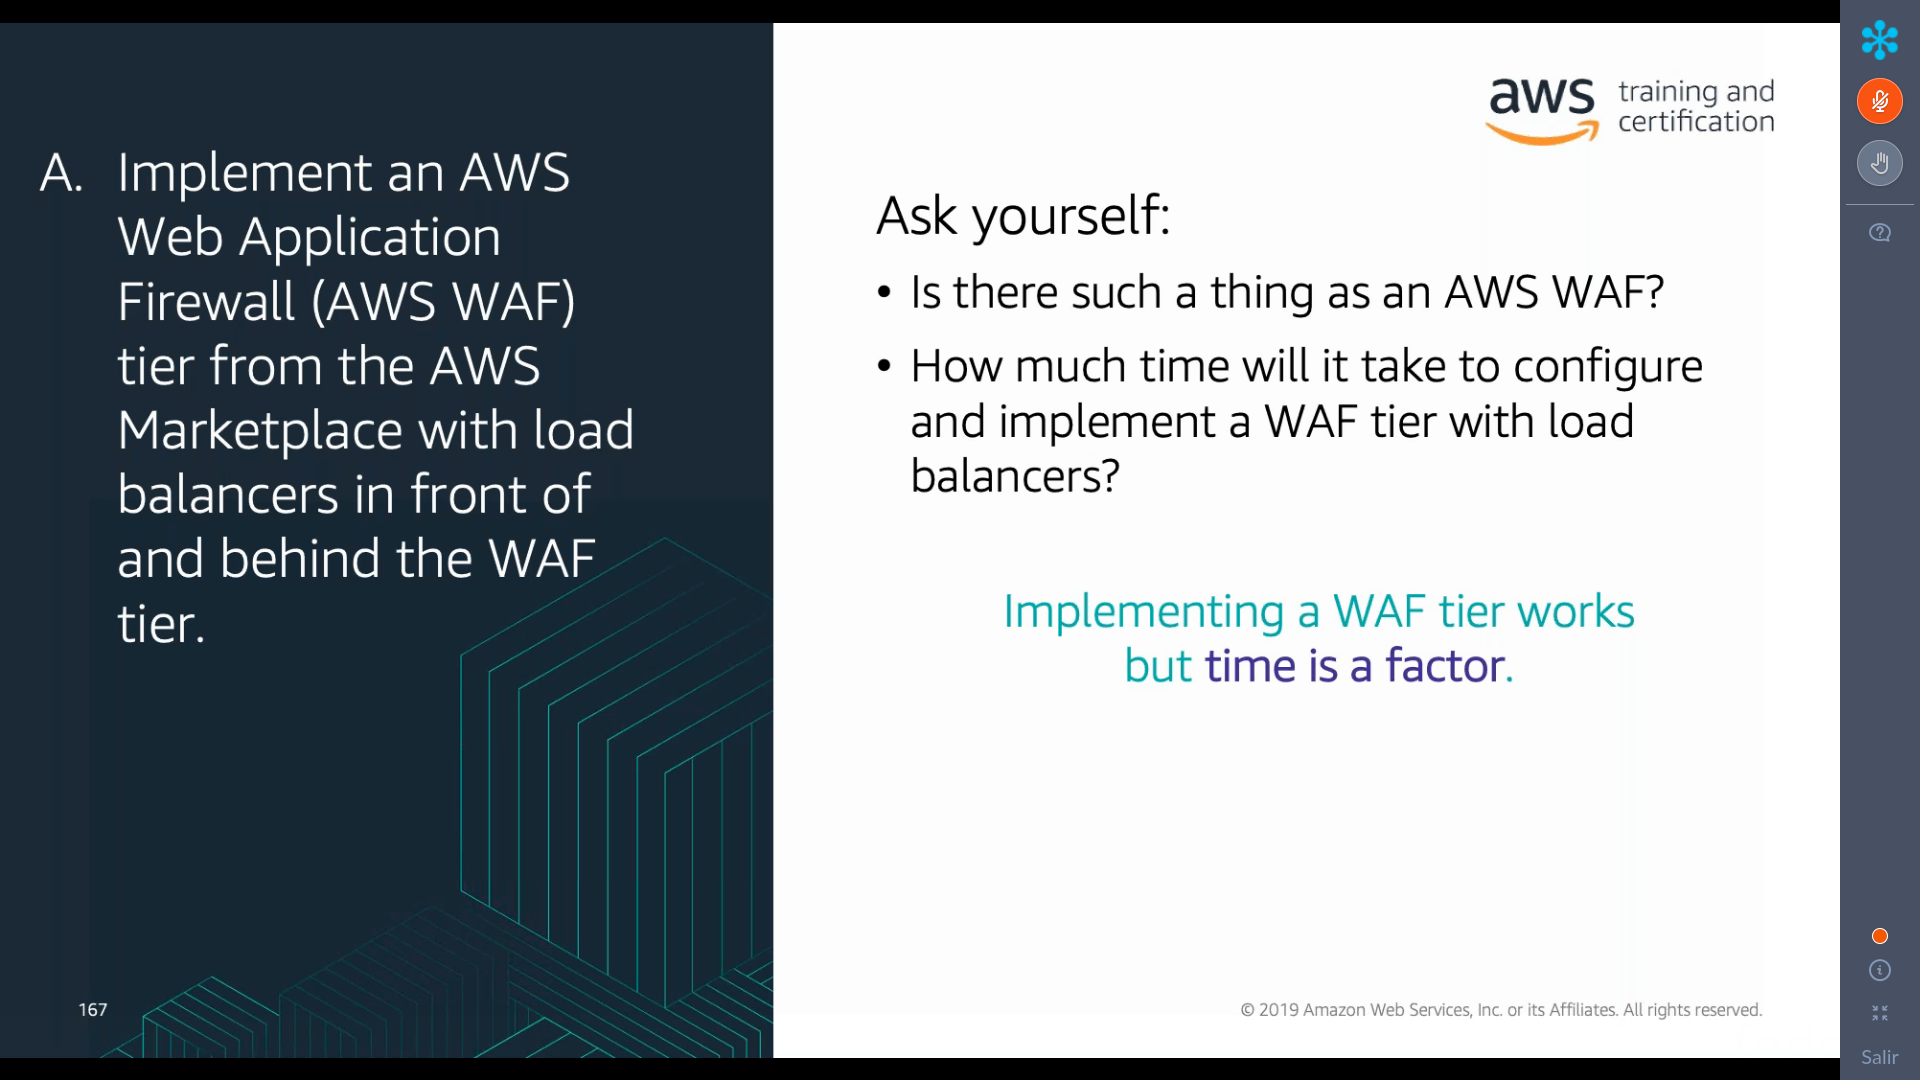 A. Implement an AWS
Web Application
Firewall (AWS WAF)
tier from the AWS
Marketplace with load
balancers in front of
and behind the WAF
tier.
167
aws training and
certification
Ask yourself:
• Is there such a thing as an AWS WAF?
• How much time will it take to configure
and implement a WAF tier with load
balancers?
Implementing a WAF tier works
but time is a factor.
© 2019 Amazon Web Services, Inc. or its Affiliates. All rights reserved.
Salir